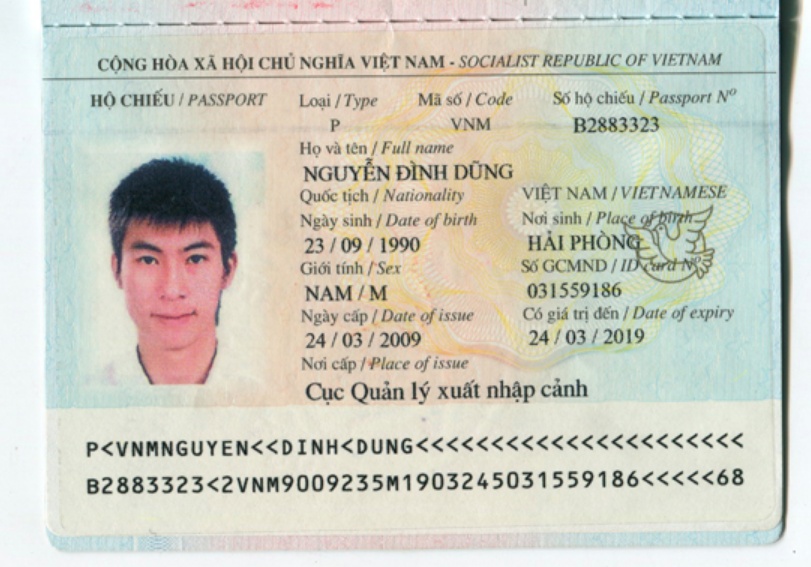 CỘNG HÒA XÃ HỘI CHỦ NGHĨA VIỆT NAM - SOCIALIST REPUBLIC OF VIETNAM
HỘ CHIẾU / PASSPORT Loại / Type Mã số / Code Số hộ chiếu / Passport Nº
P VNM B2883323
Họ và tên / Full name
NGUYỄN ĐÌNH DŨNG
Quốc tịch / Nationality VIỆT NAM / VIETNAMESE
Ngày sinh / Date of birth Nơi sinh / Place of birth
23 / 09 / 1990 HẢI PHÒNG
Giới tính / Sex Số GCMND / ID card Nº
NAM / M 031559186
Ngày cấp / Date of issue Có giá trị đến / Date of expiry
24 / 03 / 2009 24 / 03 / 2019
Nơi cấp / Place of issue
Cục Quản lý xuất nhập cảnh
P<VNMNGUYEN<<DINH<DUNG<<<<<<<<<<<<<<<<<<<<<<
B2883323<2VNM9009235M1903245031559186<<<<<68